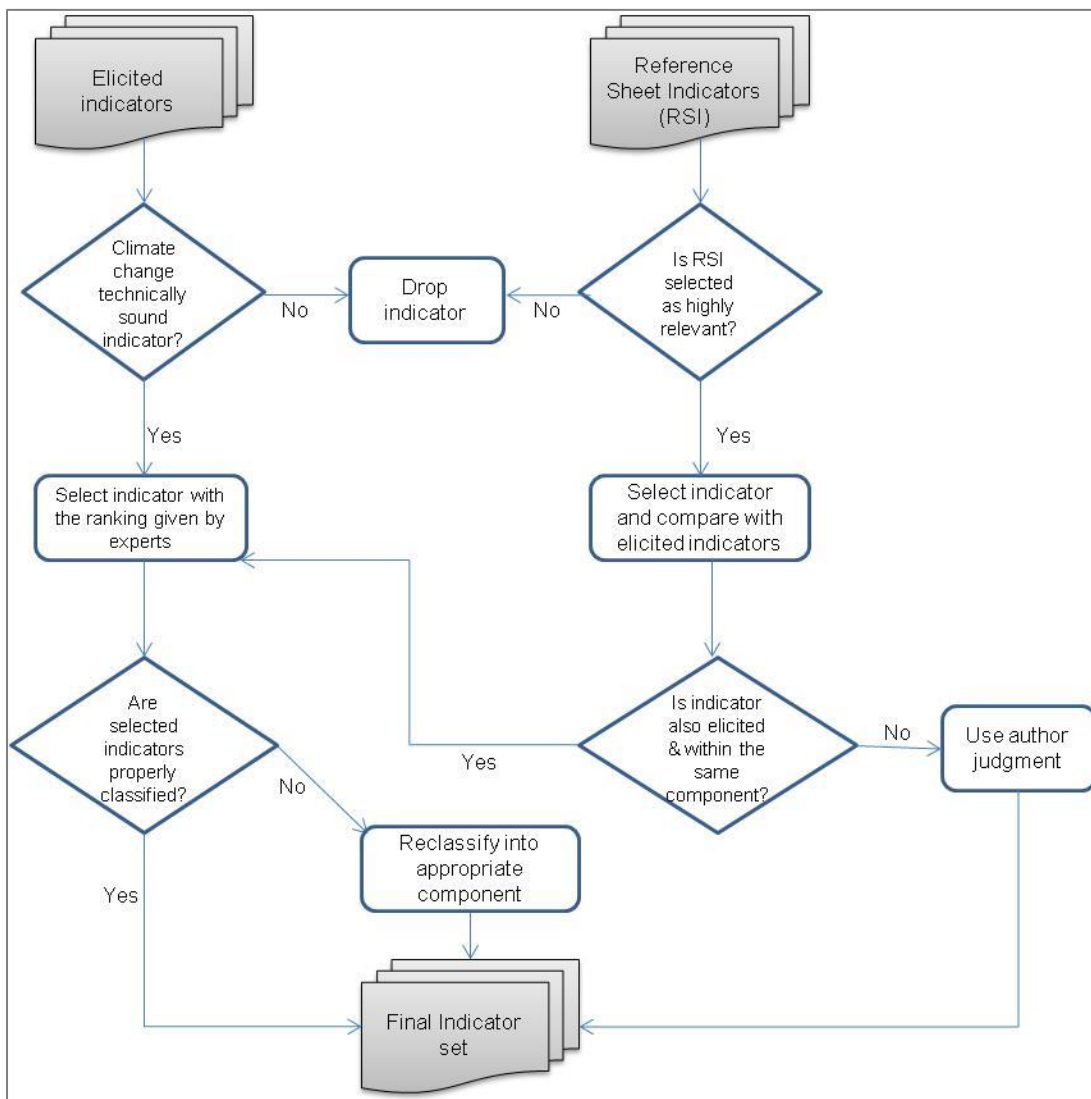 Elicited
indicators
Reference
Sheet Indicators
(RSI)
Climate
change
technically
sound
indicator?
No
Drop
indicator
No
Is RSI
selected
as highly
relevant?
Yes
Yes
Select indicator with
the ranking given by
experts
Select indicator
and compare with
elicited indicators
Are
selected
indicators
properly
classified?
No
Yes
Is indicator
also elicited
& within the
same
component?
No
Use author
judgment
Yes
Reclassify into
appropriate
component
Final Indicator
set